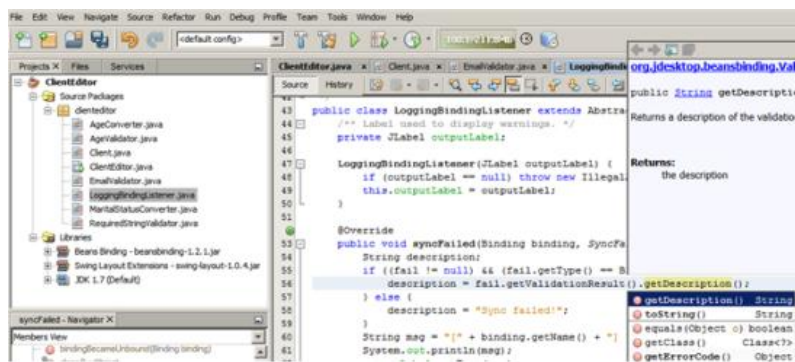 File Edit View Navigate Source Refactor Run Debug Profile Team Tools Window Help
<default config>
Projects X Files Services
ClientEditor
Source Packages
clienteditor
AgeConverter.java
AgeValidator.java
Client.java
ClientEditor.java
EmailValidator.java
LoggingBindingListener.java
MaritalStatusConverter.java
RequiredStringValidator.java
Libraries
Beans Binding - beansbinding-1.2.1.jar
Swing Layout Extensions - swing-layout-1.0.4.jar
JDK 1.7 (Default)
syncFailed - Navigator X
Members View
bindingBecameUnbound(Binding binding)
ClientEditor.java x Client.java x EmailValidator.java x LoggingBindi
Source History
43 public class LoggingBindingListener extends Abstra
44 /** Label used to display warnings. */
45 private JLabel outputLabel;
46
47 LoggingBindingListener(JLabel outputLabel) {
48 if (outputLabel == null) throw new Illegal
49 this.outputLabel = outputLabel;
50 }
51
@Override
53 public void syncFailed(Binding binding, SyncFa
54 String description;
55 if ((fail != null) && (fail.getType() == B
56 description = fail.getValidationResult().getDescription();
57 } else {
58 description = "Sync failed!";
59 }
60 String msg = "[" + binding.getName() + "]
61 System.out.println(msg);
org.jdesktop.beansbinding.Val
public String getDescripti
Returns a description of the validatio
Returns:
the description
getDescription() String
toString() String
equals(Object o) boolean
getClass() Class<?>
getErrorCode() Object